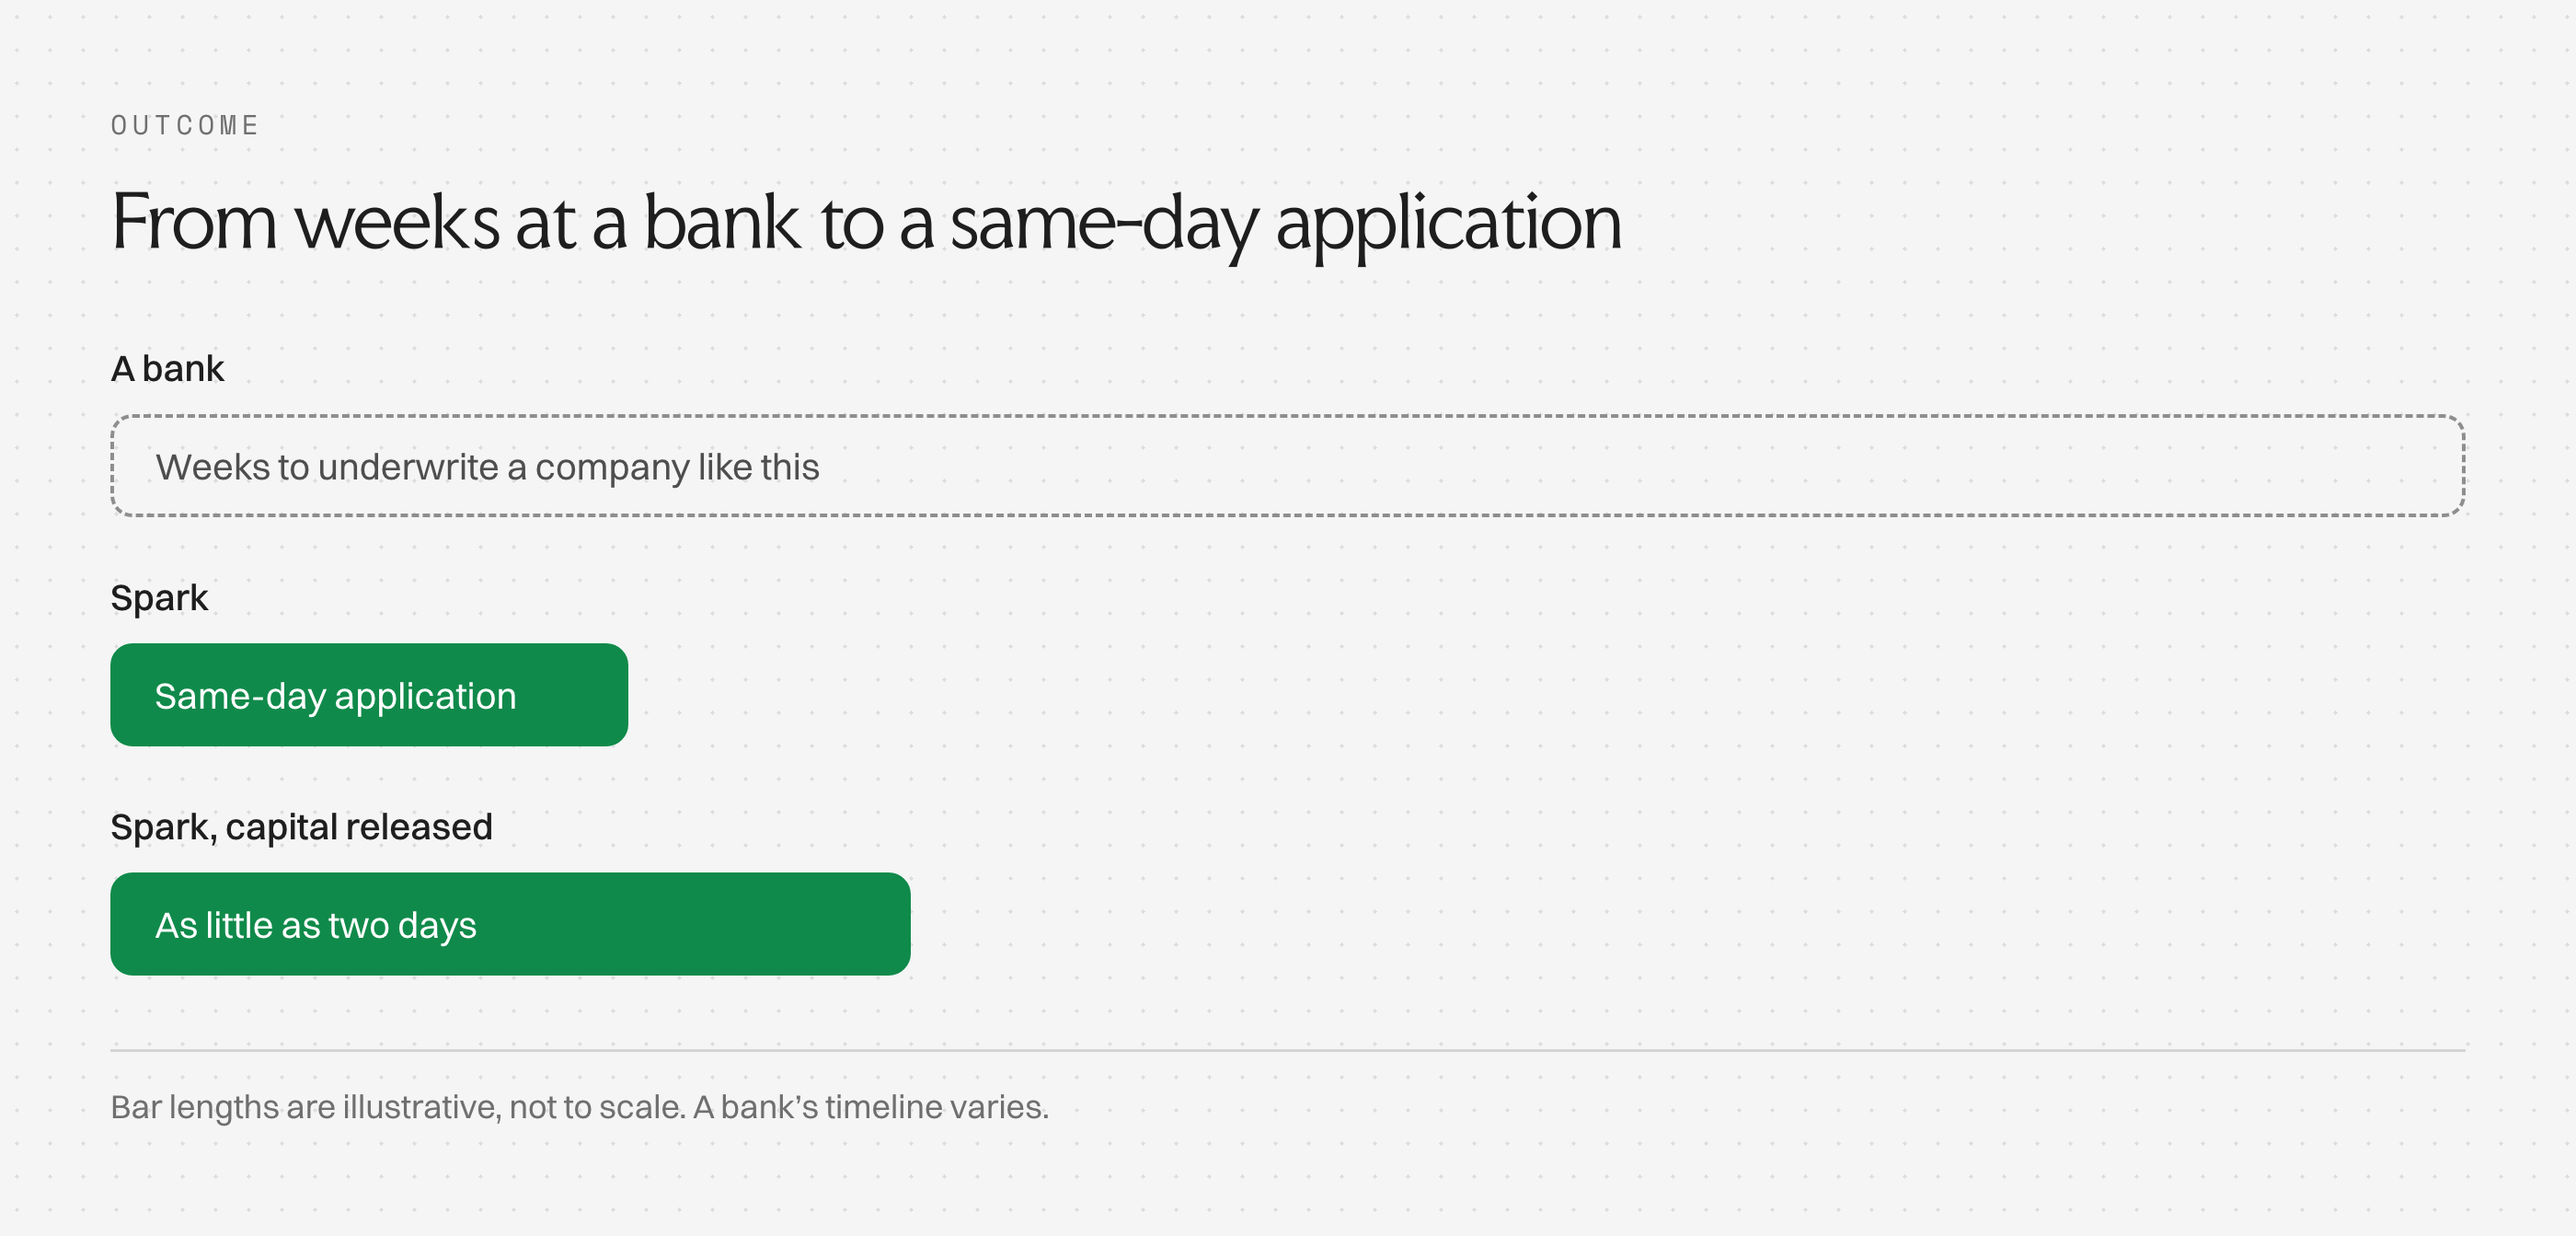 OUTCOME
From weeks at a bank to a same-day application
A bank
Weeks to underwrite a company like this
Spark
Same-day application
Spark, capital released
As little as two days
Bar lengths are illustrative, not to scale. A bank’s timeline varies.